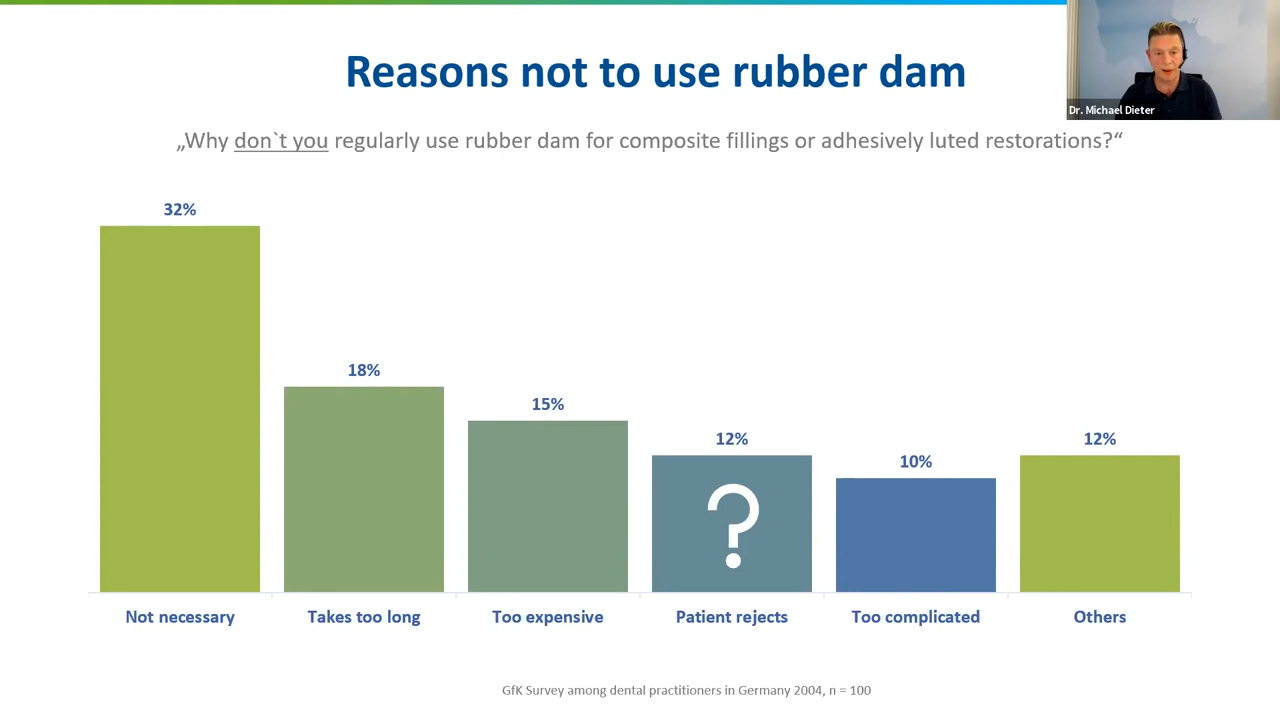 Reasons not to use rubber dam
Dr. Michael Dieter
„Why don`t you regularly use rubber dam for composite fillings or adhesively luted restorations?“
32%
18%
15%
12%
10%
12%
?
Not necessary
Takes too long
Too expensive
Patient rejects
Too complicated
Others
GfK Survey among dental practitioners in Germany 2004, n = 100